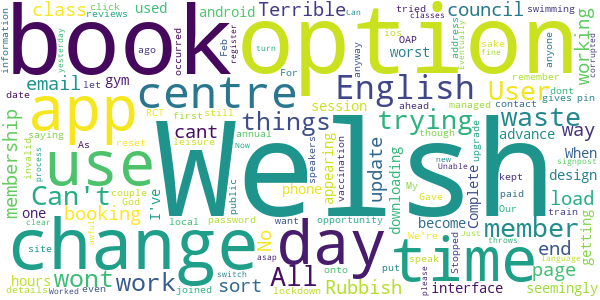 information
reviews
click
yesterday
book
option
class
used
android
Terrible
council
ago
occurred
Feb
register
For
turn
can
tried
classes
ios
OAP
worst
Eventually
address
sake
fine
swimming
corrupted
working
anyway
let
email
gym
centre
English
User
anyone
dont
gives pin
date
app
things
session
remember
managed
contact
waste
way
membership
invalid
saying
RCT
As
reset
cant
first
still
leisure
annual
Now
trying
ahead
though
upgrade
advance
When
signpost
use
Welsh
Can't
process
couple
God
I've
speakers
phone
vaccination
appearing
update
My
Gave
Complete
downloading
new
Unable
become
kept
Our
paid
design
load
train
member
getting
one
booking
local
password
opportunity
No
public
want
site
clear
change
day
time
We're
speak
Stopped
Just
throws
end
page
hours
details
Worked
even
wont
work
joined
awful
sort
switch
asap
All
lockdown
onto
put
Rubbish
please
interface
language
seemingly